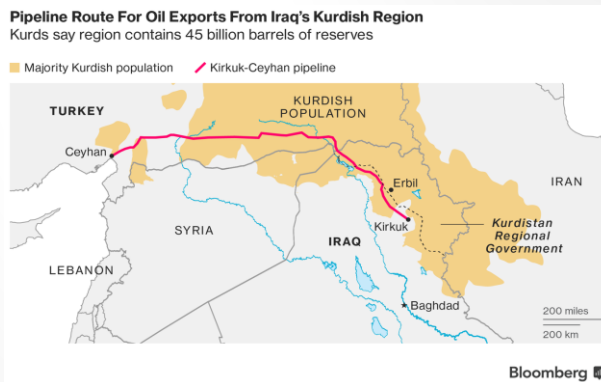 Pipeline Route For Oil Exports From Iraq's Kurdish Region
Kurds say region contains 45 billion barrels of reserves
Majority Kurdish population
Kirkuk-Ceyhan pipeline
TURKEY
KURDISH
POPULATION
Ceyhan
Erbil
IRAN
Kirkuk
Kurdistan
Regional
Government
SYRIA
IRAQ
LEBANON
Baghdad
200 miles
200 km
Bloomberg